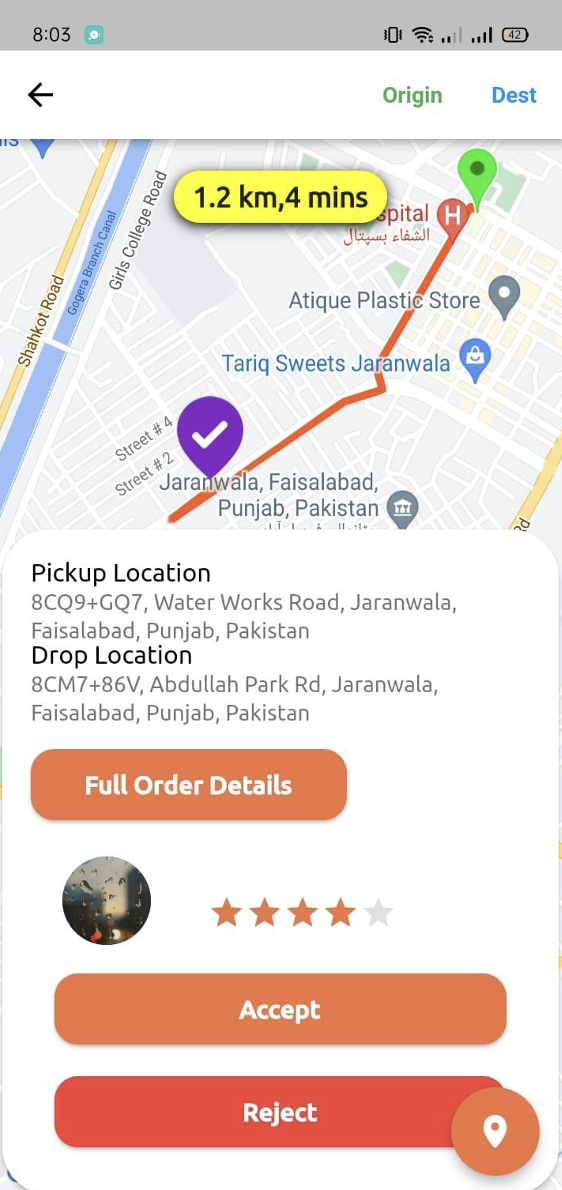 8:03
42
Origin Dest
1.2 km,4 mins
spital H
الشفاء ہسپتال
Girls College Road
Gogera Branch Canal
Shahkot Road
Atique Plastic Store
Tariq Sweets Jaranwala
Street # 4
Street # 2
Jaranwala, Faisalabad,
Punjab, Pakistan
Rd
Pickup Location
8CQ9+GQ7, Water Works Road, Jaranwala,
Faisalabad, Punjab, Pakistan
Drop Location
8CM7+86V, Abdullah Park Rd, Jaranwala,
Faisalabad, Punjab, Pakistan
Full Order Details
Accept
Reject